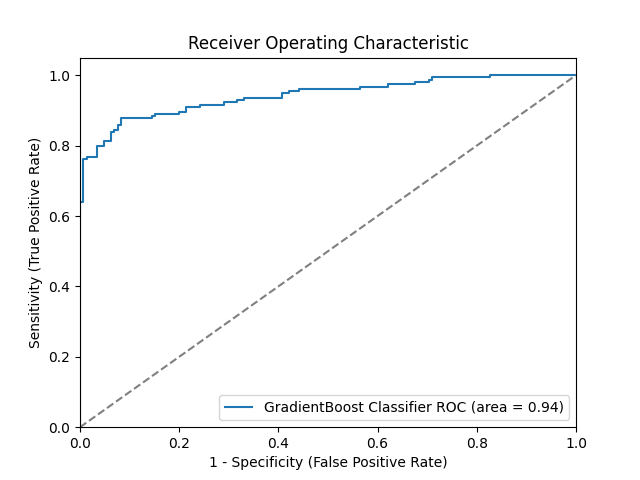 Receiver Operating Characteristic
Sensitivity (True Positive Rate)
1.0
0.8
0.6
0.4
0.2
0.0
GradientBoost Classifier ROC (area = 0.94)
0.0 0.2 0.4 0.6 0.8 1.0
1 - Specificity (False Positive Rate)